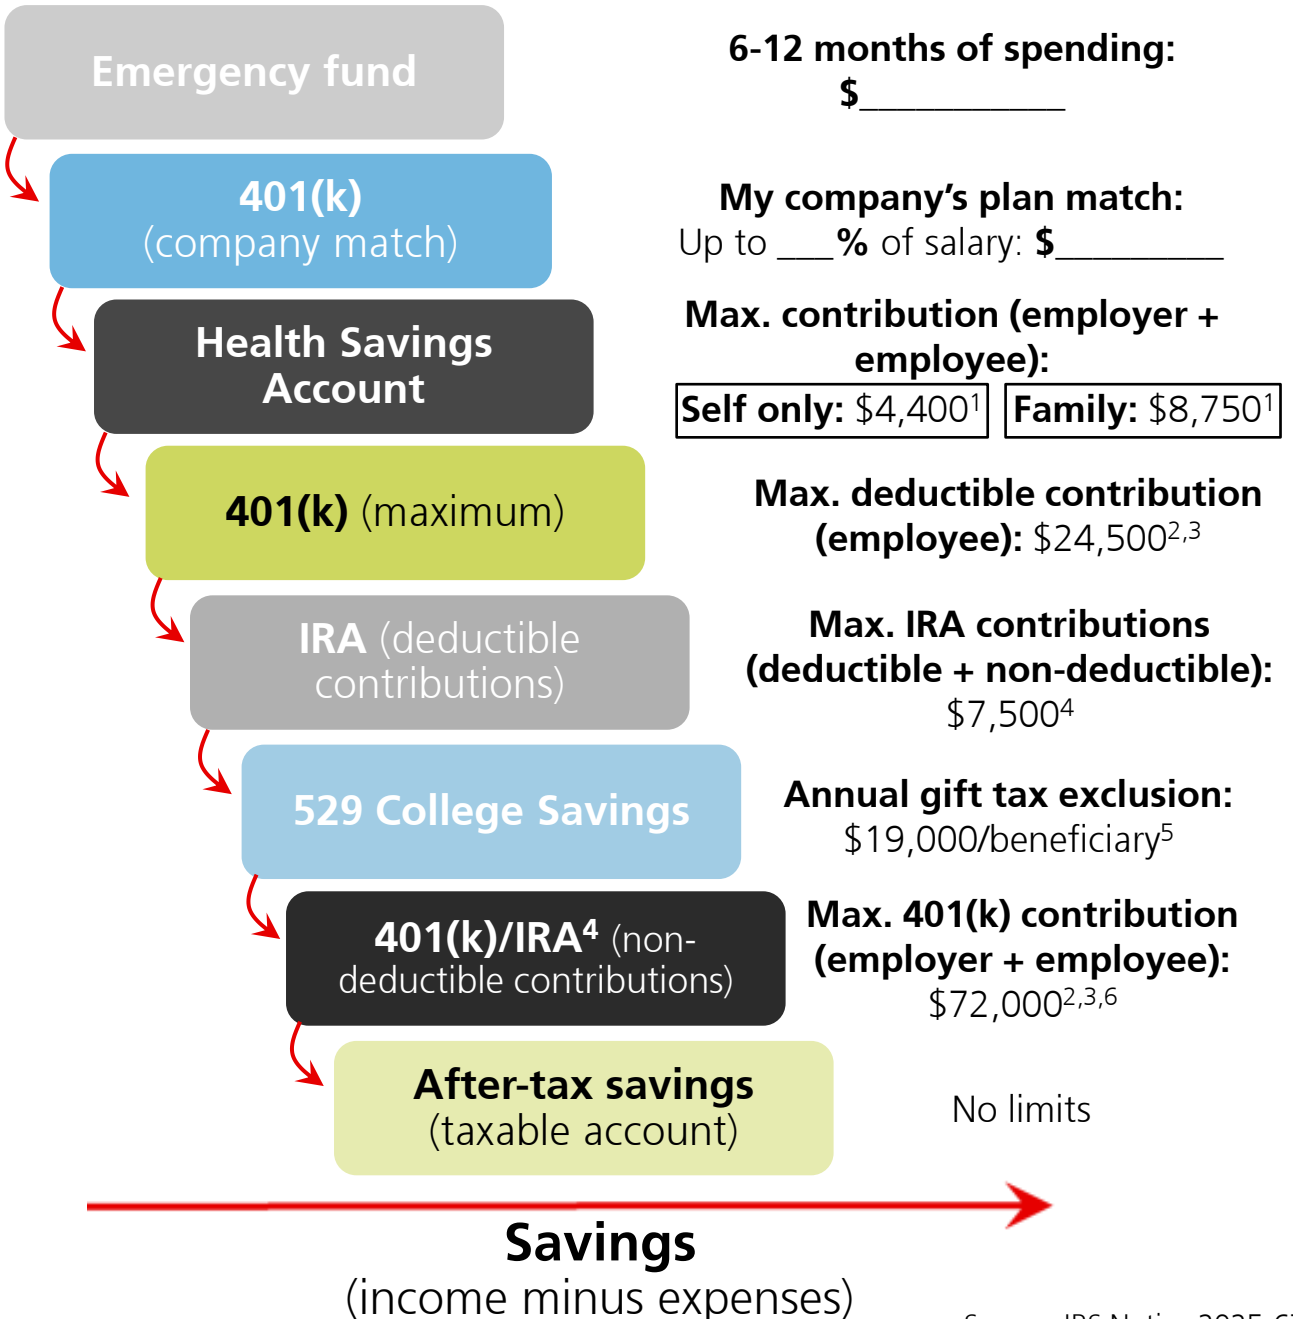 Emergency fund
6-12 months of spending:
$___________
401(k)
(company match)
My company’s plan match:
Up to ___% of salary: $_________
Health Savings
Account
Max. contribution (employer +
employee):
Self only: $4,400¹ Family: $8,750¹
401(k) (maximum)
Max. deductible contribution
(employee): $24,500²,³
IRA (deductible
contributions)
Max. IRA contributions
(deductible + non-deductible):
$7,500⁴
529 College Savings
Annual gift tax exclusion:
$19,000/beneficiary⁵
401(k)/IRA⁴ (non-
deductible contributions)
Max. 401(k) contribution
(employer + employee):
$72,000²,³,⁶
After-tax savings
(taxable account)
No limits
Savings
(income minus expenses)